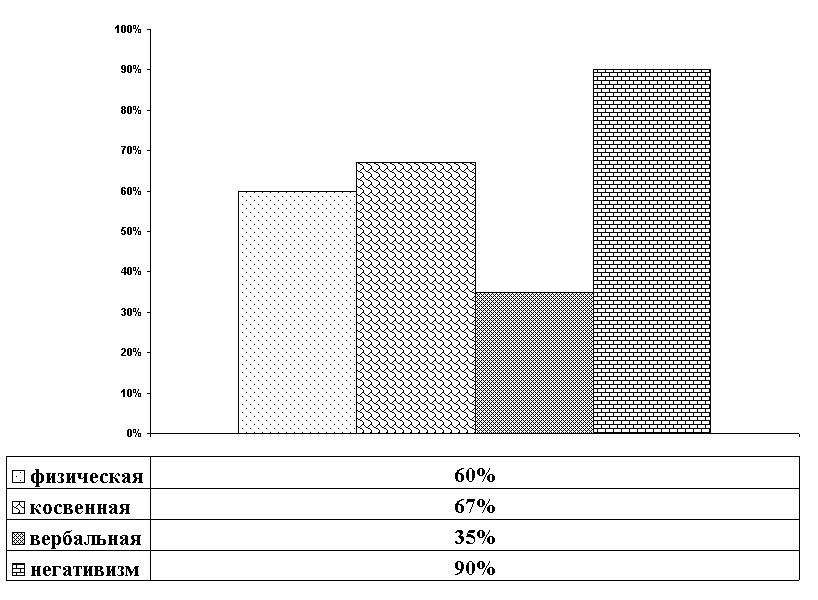 100%
90%
80%
70%
60%
50%
40%
30%
20%
10%
0%
физическая 60%
косвенная 67%
вербальная 35%
негативизм 90%